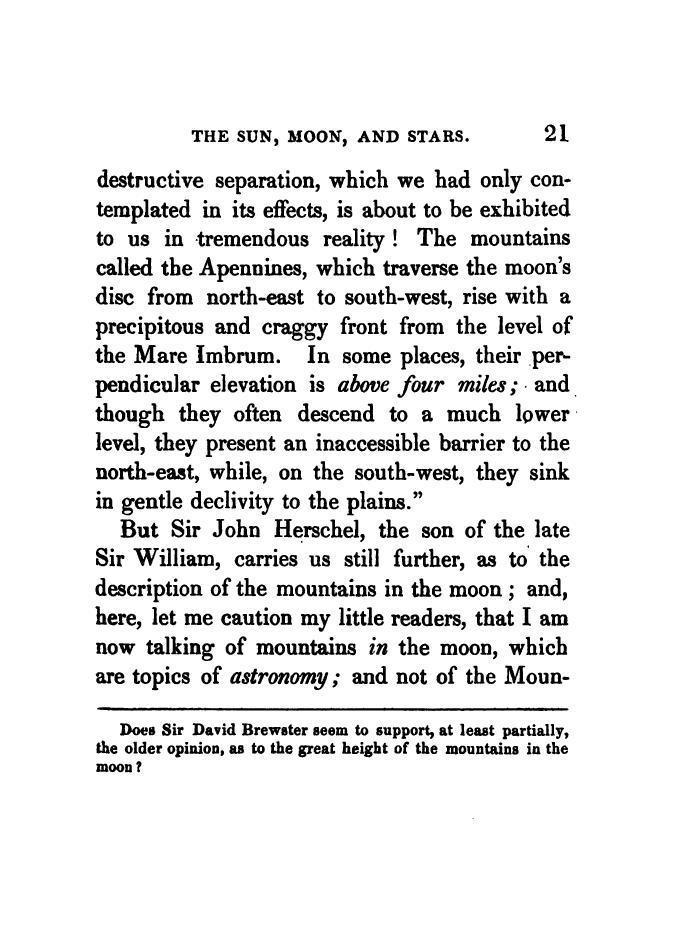 THE SUN, MOON, AND STARS. 21
destructive separation, which we had only con-
templated in its effects, is about to be exhibited
to us in tremendous reality! The mountains
called the Apennines, which traverse the moon's
disc from north-east to south-west, rise with a
precipitous and craggy front from the level of
the Mare Imbrum. In some places, their per-
pendicular elevation is above four miles; and
though they often descend to a much lower
level, they present an inaccessible barrier to the
north-east, while, on the south-west, they sink
in gentle declivity to the plains."
But Sir John Herschel, the son of the late
Sir William, carries us still further, as to the
description of the mountains in the moon; and,
here, let me caution my little readers, that I am
now talking of mountains in the moon, which
are topics of astronomy; and not of the Moun-
Does Sir David Brewster seem to support, at least partially,
the older opinion, as to the great height of the mountains in the
moon?